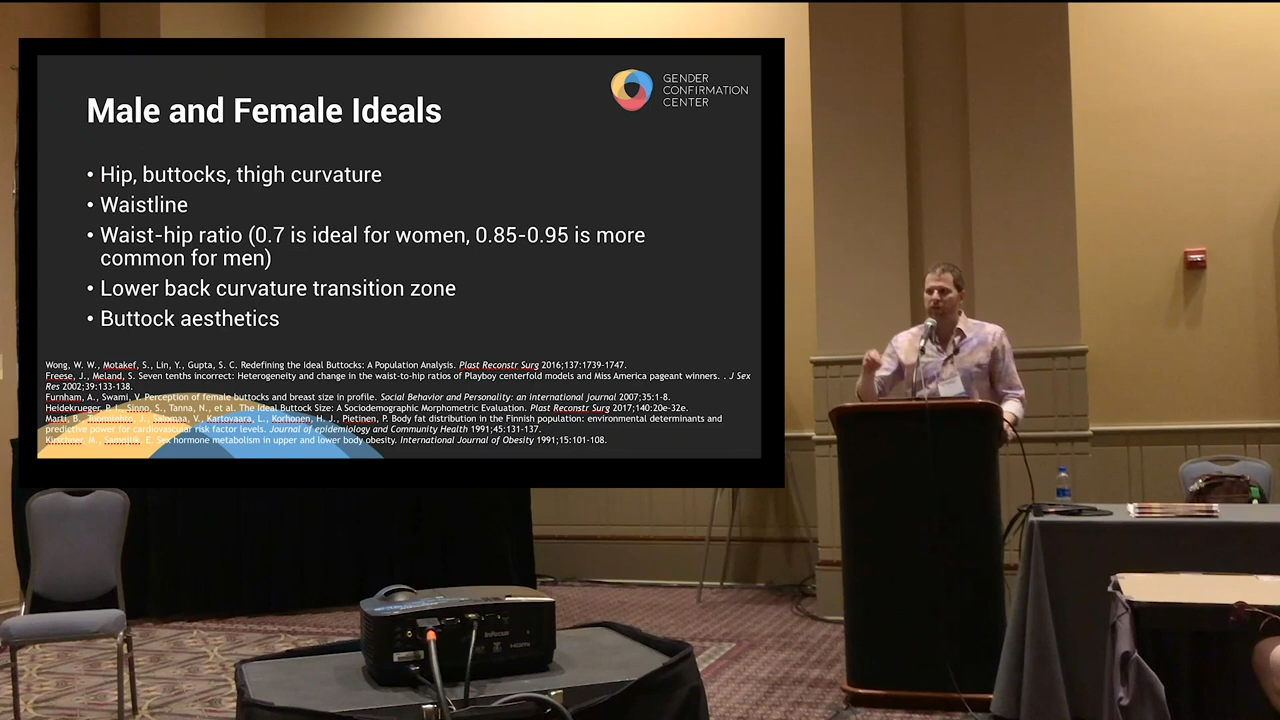 GENDER
CONFIRMATION
CENTER
Male and Female Ideals
• Hip, buttocks, thigh curvature
• Waistline
• Waist-hip ratio (0.7 is ideal for women, 0.85-0.95 is more
common for men)
• Lower back curvature transition zone
• Buttock aesthetics
Wong, W. W., Motakef, S., Lin, Y., Gupta, S. C. Redefining the Ideal Buttocks: A Population Analysis. Plast Reconstr Surg 2016;137:1739-1747.
Freese, J., Meland, S. Seven tenths incorrect: Heterogeneity and change in the waist-to-hip ratios of Playboy centerfold models and Miss America pageant winners. . J Sex
Res 2002;39:133-138.
Furnham, A., Swami, V. Perception of female buttocks and breast size in profile. Social Behavior and Personality: an international journal 2007;35:1-8.
Heidekrueger, P. I., Sinno, S., Tanna, N., et al. The Ideal Buttock Size: A Sociodemographic Morphometric Evaluation. Plast Reconstr Surg 2017;140:20e-32e.
Marti, B., Tuomilehto, J., Salomaa, V., Kartovaara, L., Korhonen, H. J., Pietinen, P. Body fat distribution in the Finnish population: environmental determinants and
predictive power for cardiovascular risk factor levels. Journal of epidemiology and Community Health 1991;45:131-137.
Kirschner, M., Samojlik, E. Sex hormone metabolism in upper and lower body obesity. International Journal of Obesity 1991;15:101-108.
InFocus
HDMI